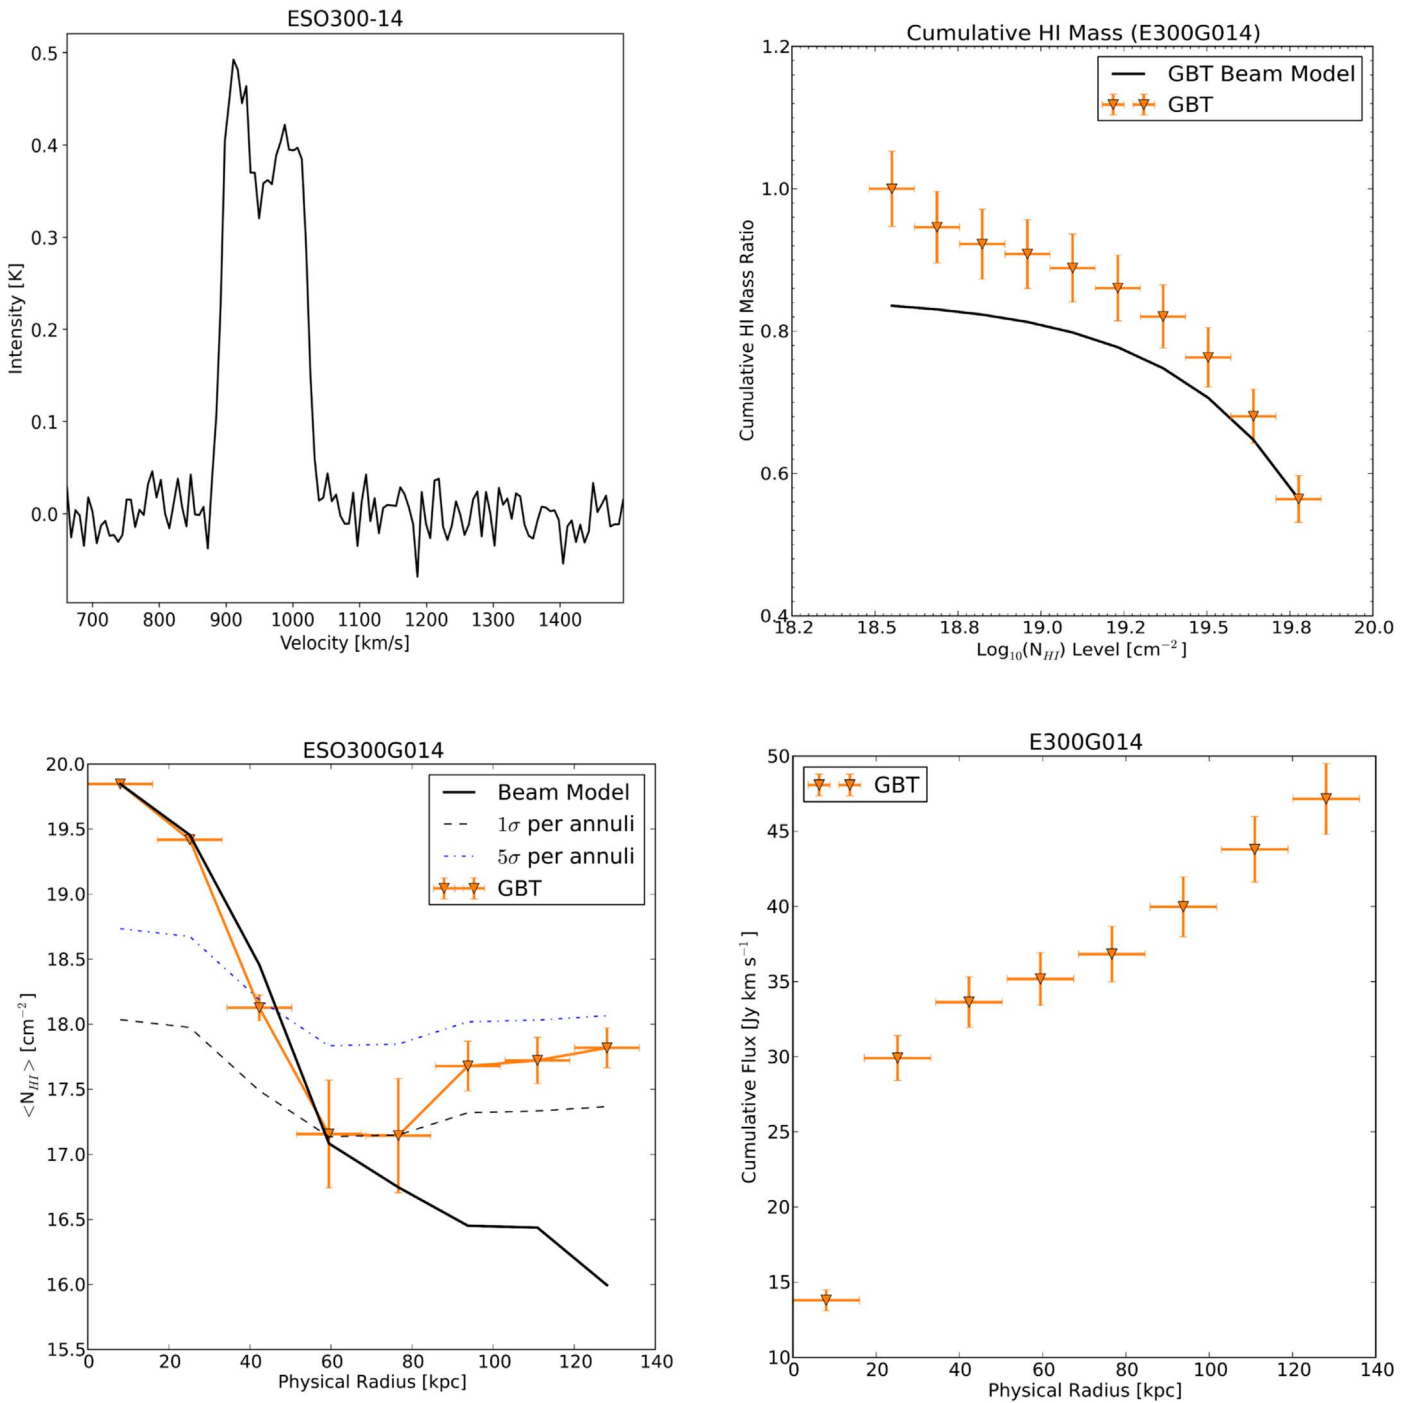 ESO300-14
0.5
0.4
0.3
0.2
0.1
0.0
Intensity [K]
700 800 900 1000 1100 1200 1300 1400
Velocity [km/s]
Cumulative HI Mass (E300G014)
GBT Beam Model
GBT
1.2
1.0
0.8
0.6
0.4
Cumulative HI Mass Ratio
18.2 18.5 18.8 19.0 19.2 19.5 19.8 20.0
Log₁₀(N_HI) Level [cm⁻²]
ESO300G014
Beam Model
1σ per annuli
5σ per annuli
GBT
20.0
19.5
19.0
18.5
18.0
17.5
17.0
16.5
16.0
15.5
<N_HI> [cm⁻²]
0 20 40 60 80 100 120 140
Physical Radius [kpc]
E300G014
GBT
50
45
40
35
30
25
20
15
10
Cumulative Flux [Jy km s⁻¹]
0 20 40 60 80 100 120 140
Physical Radius [kpc]